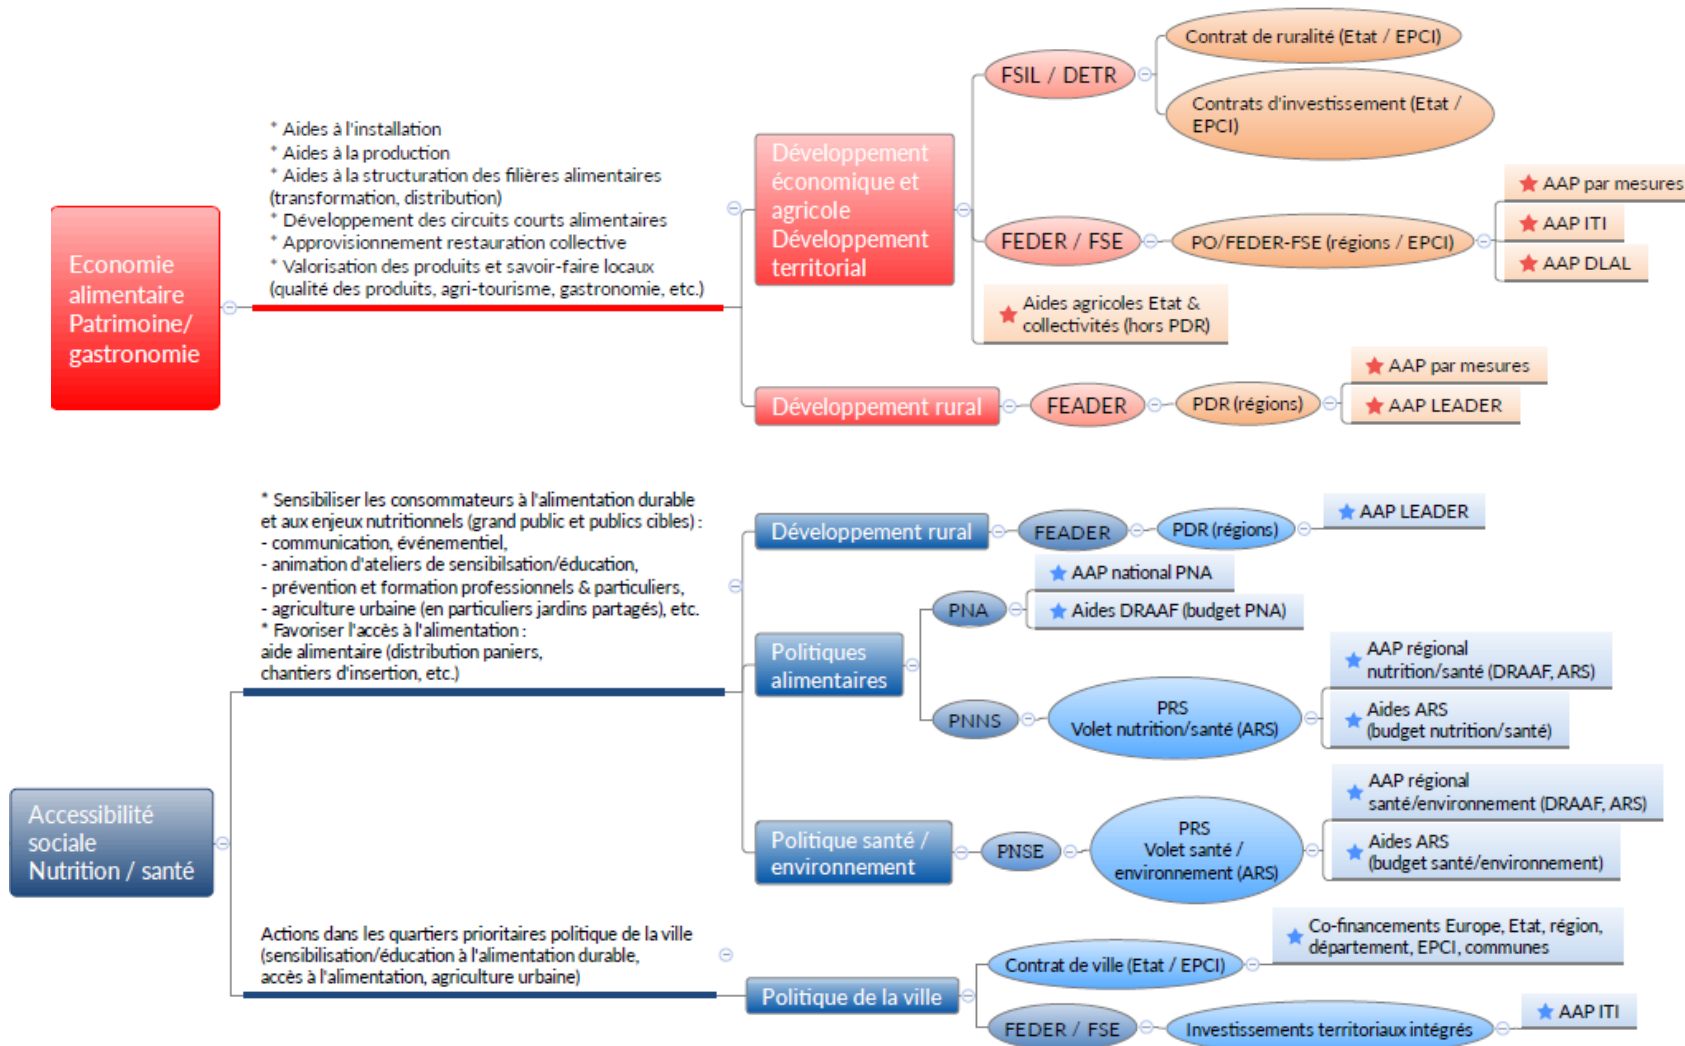 Economie
alimentaire
Patrimoine/
gastronomie
* Aides à l'installation
* Aides à la production
* Aides à la structuration des filières alimentaires
(transformation, distribution)
* Développement des circuits courts alimentaires
* Approvisionnement restauration collective
* Valorisation des produits et savoir-faire locaux
(qualité des produits, agri-tourisme, gastronomie, etc.)
Développement
économique et
agricole
Développement
territorial
FSIL / DETR
Contrat de ruralité (Etat / EPCI)
Contrats d'investissement (Etat /
EPCI)
FEDER / FSE
PO/FEDER-FSE (régions / EPCI)
AAP par mesures
AAP ITI
AAP DLAL
Aides agricoles Etat &
collectivités (hors PDR)
Développement rural
FEADER
PDR (régions)
AAP par mesures
AAP LEADER
Accessibilité
sociale
Nutrition / santé
* Sensibiliser les consommateurs à l'alimentation durable
et aux enjeux nutritionnels (grand public et publics cibles) :
- communication, événementiel,
- animation d'ateliers de sensibilsation/éducation,
- prévention et formation professionnels & particuliers,
- agriculture urbaine (en particuliers jardins partagés), etc.
* Favoriser l'accès à l'alimentation :
aide alimentaire (distribution paniers,
chantiers d'insertion, etc.)
Développement rural
FEADER
PDR (régions)
AAP LEADER
Politiques
alimentaires
PNA
AAP national PNA
Aides DRAAF (budget PNA)
PNNS
PRS
Volet nutrition/santé (ARS)
AAP régional
nutrition/santé (DRAAF, ARS)
Aides ARS
(budget nutrition/santé)
Politique santé /
environnement
PNSE
PRS
Volet santé /
environnement (ARS)
AAP régional
santé/environnement (DRAAF, ARS)
Aides ARS
(budget santé/environnement)
Actions dans les quartiers prioritaires politique de la ville
(sensibilisation/éducation à l'alimentation durable,
accès à l'alimentation, agriculture urbaine)
Politique de la ville
Contrat de ville (Etat / EPCI)
Co-financements Europe, Etat, région,
département, EPCI, communes
FEDER / FSE
Investissements territoriaux intégrés
AAP ITI